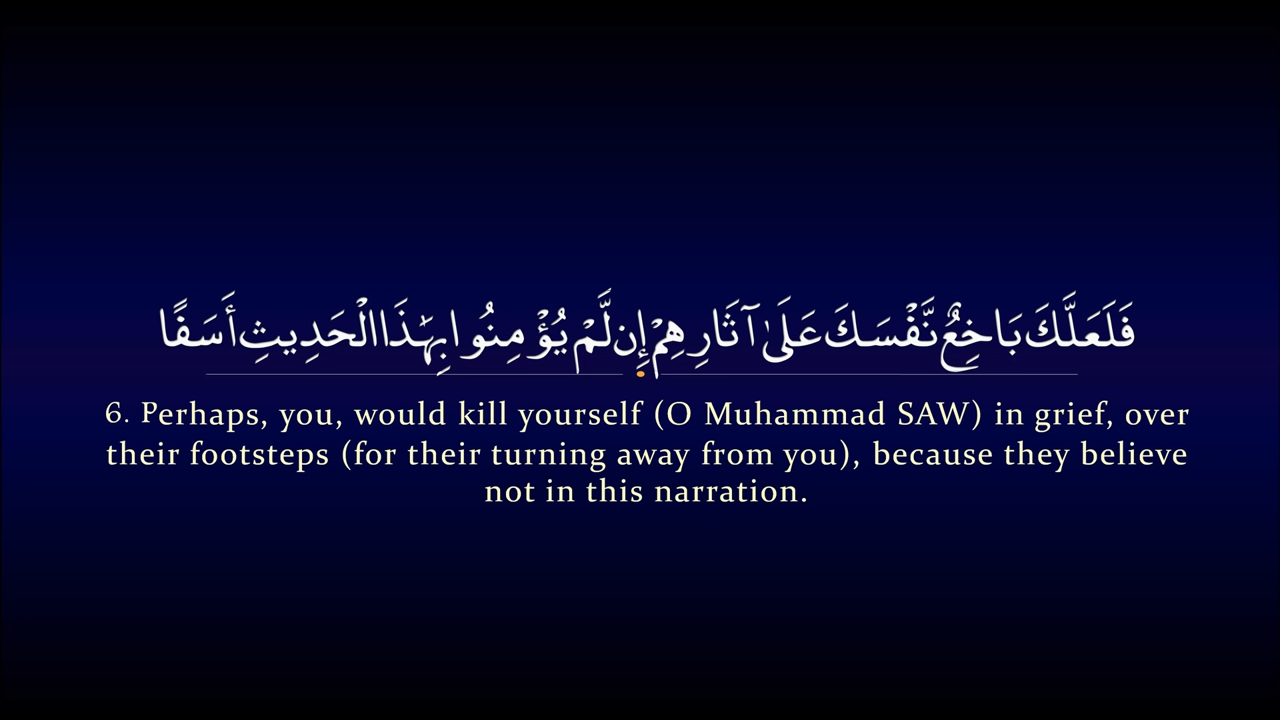 فَلَعَلَّكَ بَاخِعٌ نَّفْسَكَ عَلَىٰ آثَارِهِمْ إِن لَّمْ يُؤْمِنُوا بِهَٰذَا الْحَدِيثِ أَسَفًا
6. Perhaps, you, would kill yourself (O Muhammad SAW) in grief, over
their footsteps (for their turning away from you), because they believe
not in this narration.